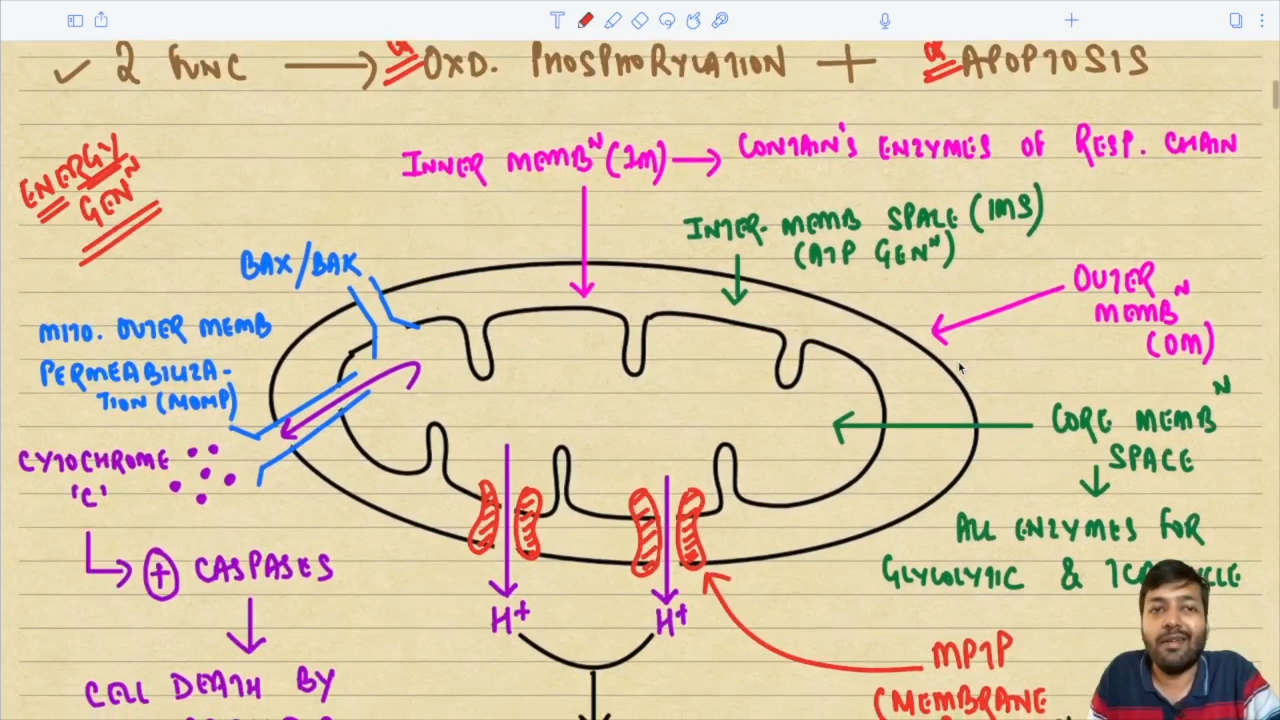 ✓ 2 FUNC → OXD. PHOSPHORYLATION + APOPTOSIS
ENERGY
GENᴺ
INNER MEMBᴺ (IM) → CONTAIN'S ENZYMES OF RESP. CHAIN
INTER-MEMB SPACE (IMS)
(ATP GENᴺ)
BAX/BAK
OUTER
MEMBᴺ
(OM)
MITO. OUTER MEMB
PERMEABILIZA-
TION (MOMP)
CORE MEMBᴺ
SPACE
CYTOCHROME
'C'
ALL ENZYMES FOR
GLYCOLYTIC &
+ CASPASES
H+ H+
MPTP
(MEMBRANE
CELL DEATH BY